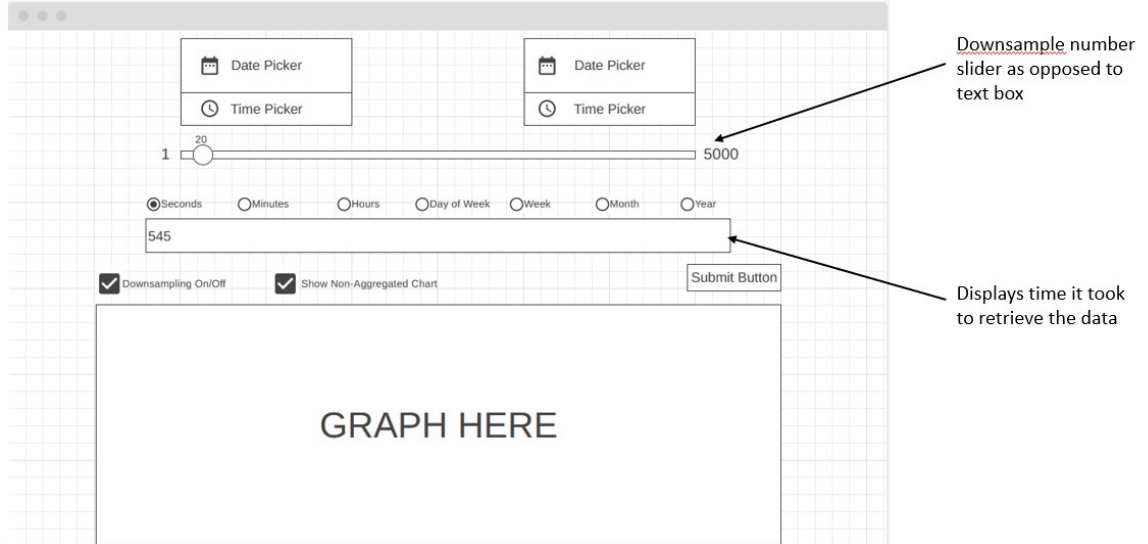 Date Picker
Time Picker
Date Picker
Time Picker
Downsample number
slider as opposed to
text box
20
1
5000
Seconds
Minutes
Hours
Day of Week
Week
Month
Year
545
Downsampling On/Off
Show Non-Aggregated Chart
Submit Button
Displays time it took
to retrieve the data
GRAPH HERE